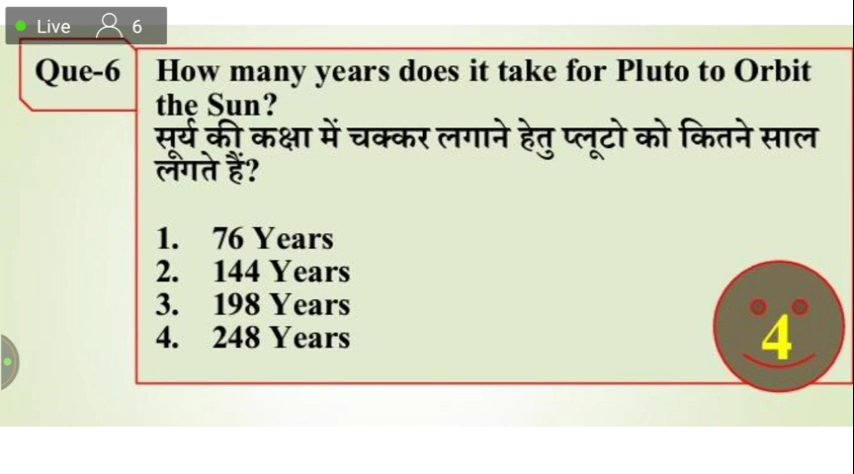 Live 6
Que-6
How many years does it take for Pluto to Orbit
the Sun?
सूर्य की कक्षा में चक्कर लगाने हेतु प्लूटो को कितने साल
लगते हैं?
1. 76 Years
2. 144 Years
3. 198 Years
4. 248 Years
4